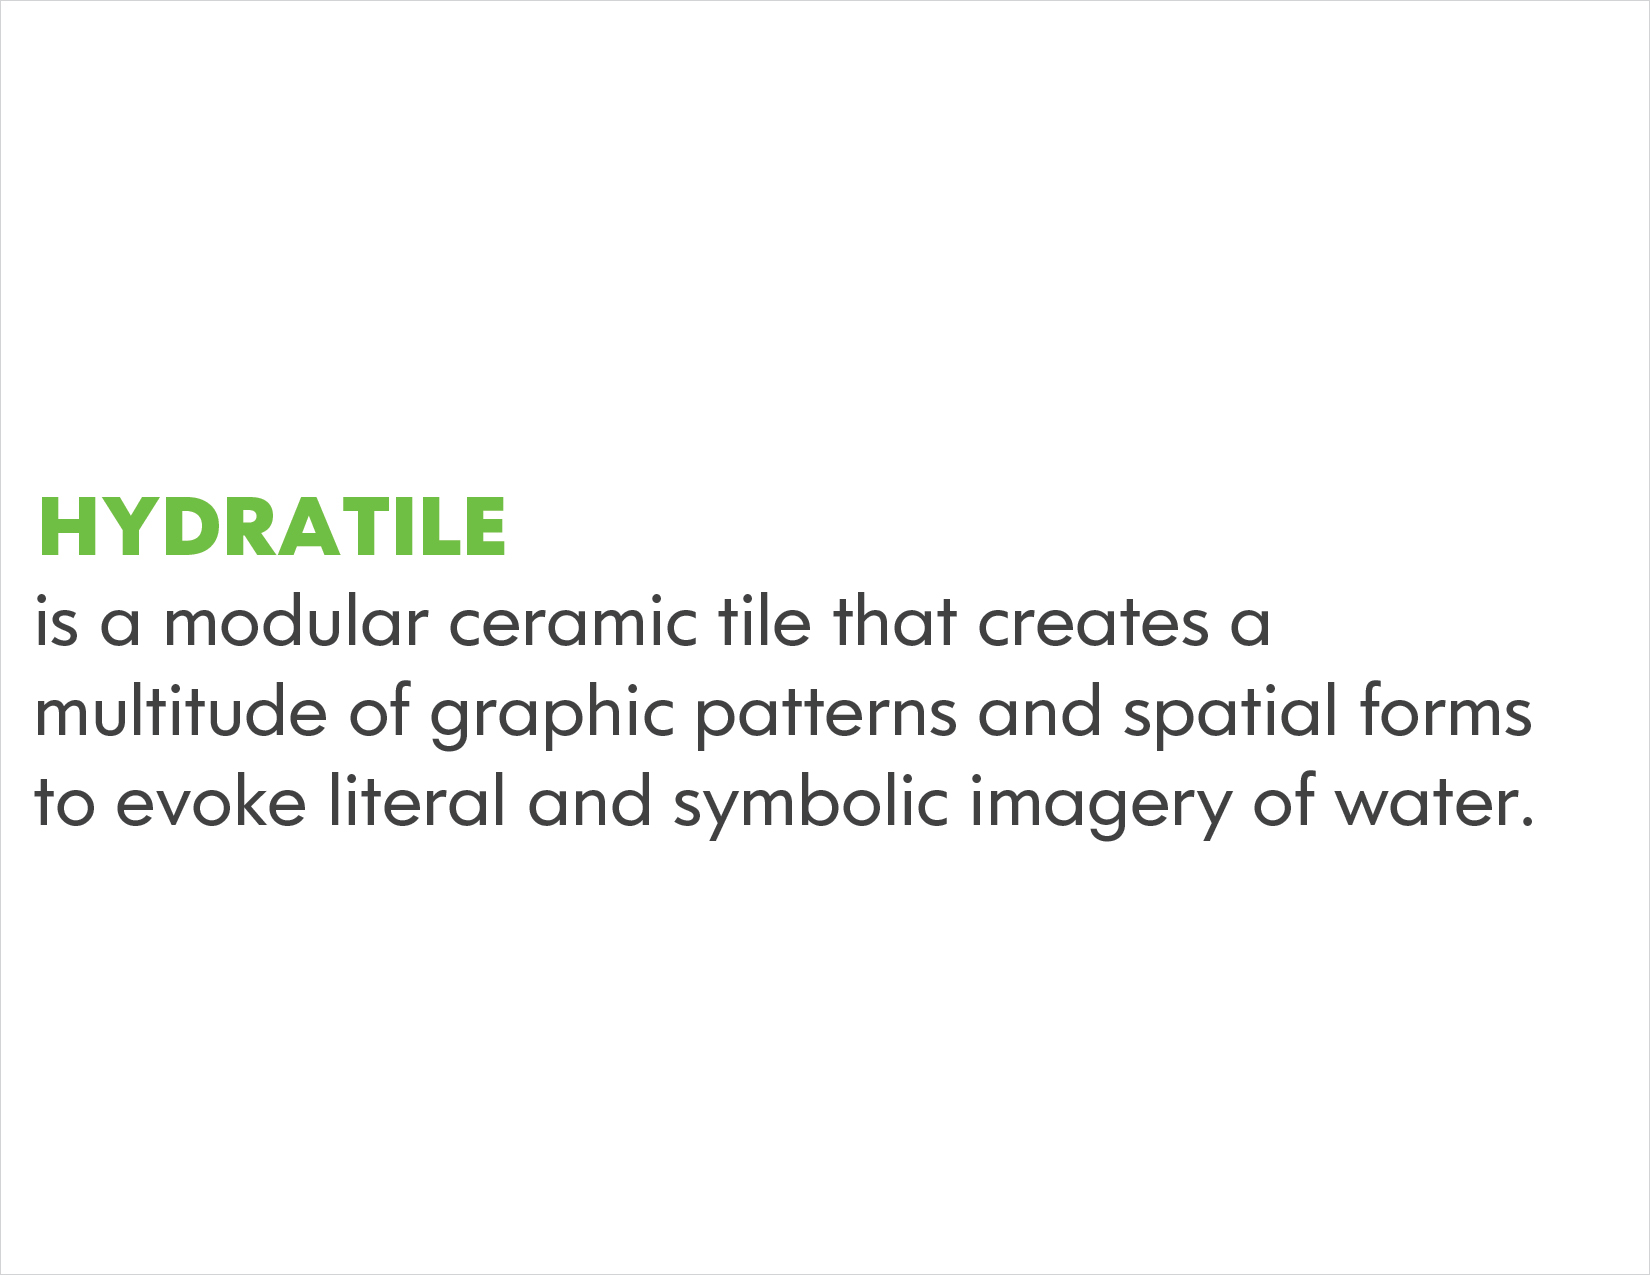 HYDRATILE
is a modular ceramic tile that creates a
multitude of graphic patterns and spatial forms
to evoke literal and symbolic imagery of water.